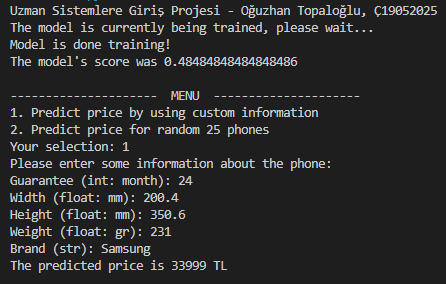 Uzman Sistemlere Giriş Projesi - Oğuzhan Topaloğlu, Ç19052025
The model is currently being trained, please wait...
Model is done training!
The model's score was 0.48484848484848486
--------------------- MENU ---------------------
1. Predict price by using custom information
2. Predict price for random 25 phones
Your selection: 1
Please enter some information about the phone:
Guarantee (int: month): 24
Width (float: mm): 200.4
Height (float: mm): 350.6
Weight (float: gr): 231
Brand (str): Samsung
The predicted price is 33999 TL